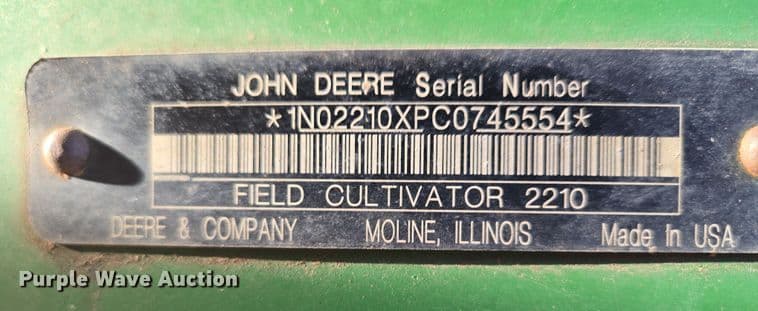 JOHN DEERE Serial Number
*1N02210XPC0745554*
FIELD CULTIVATOR 2210
DEERE & COMPANY MOLINE, ILLINOIS Made In USA
Purple Wave Auction